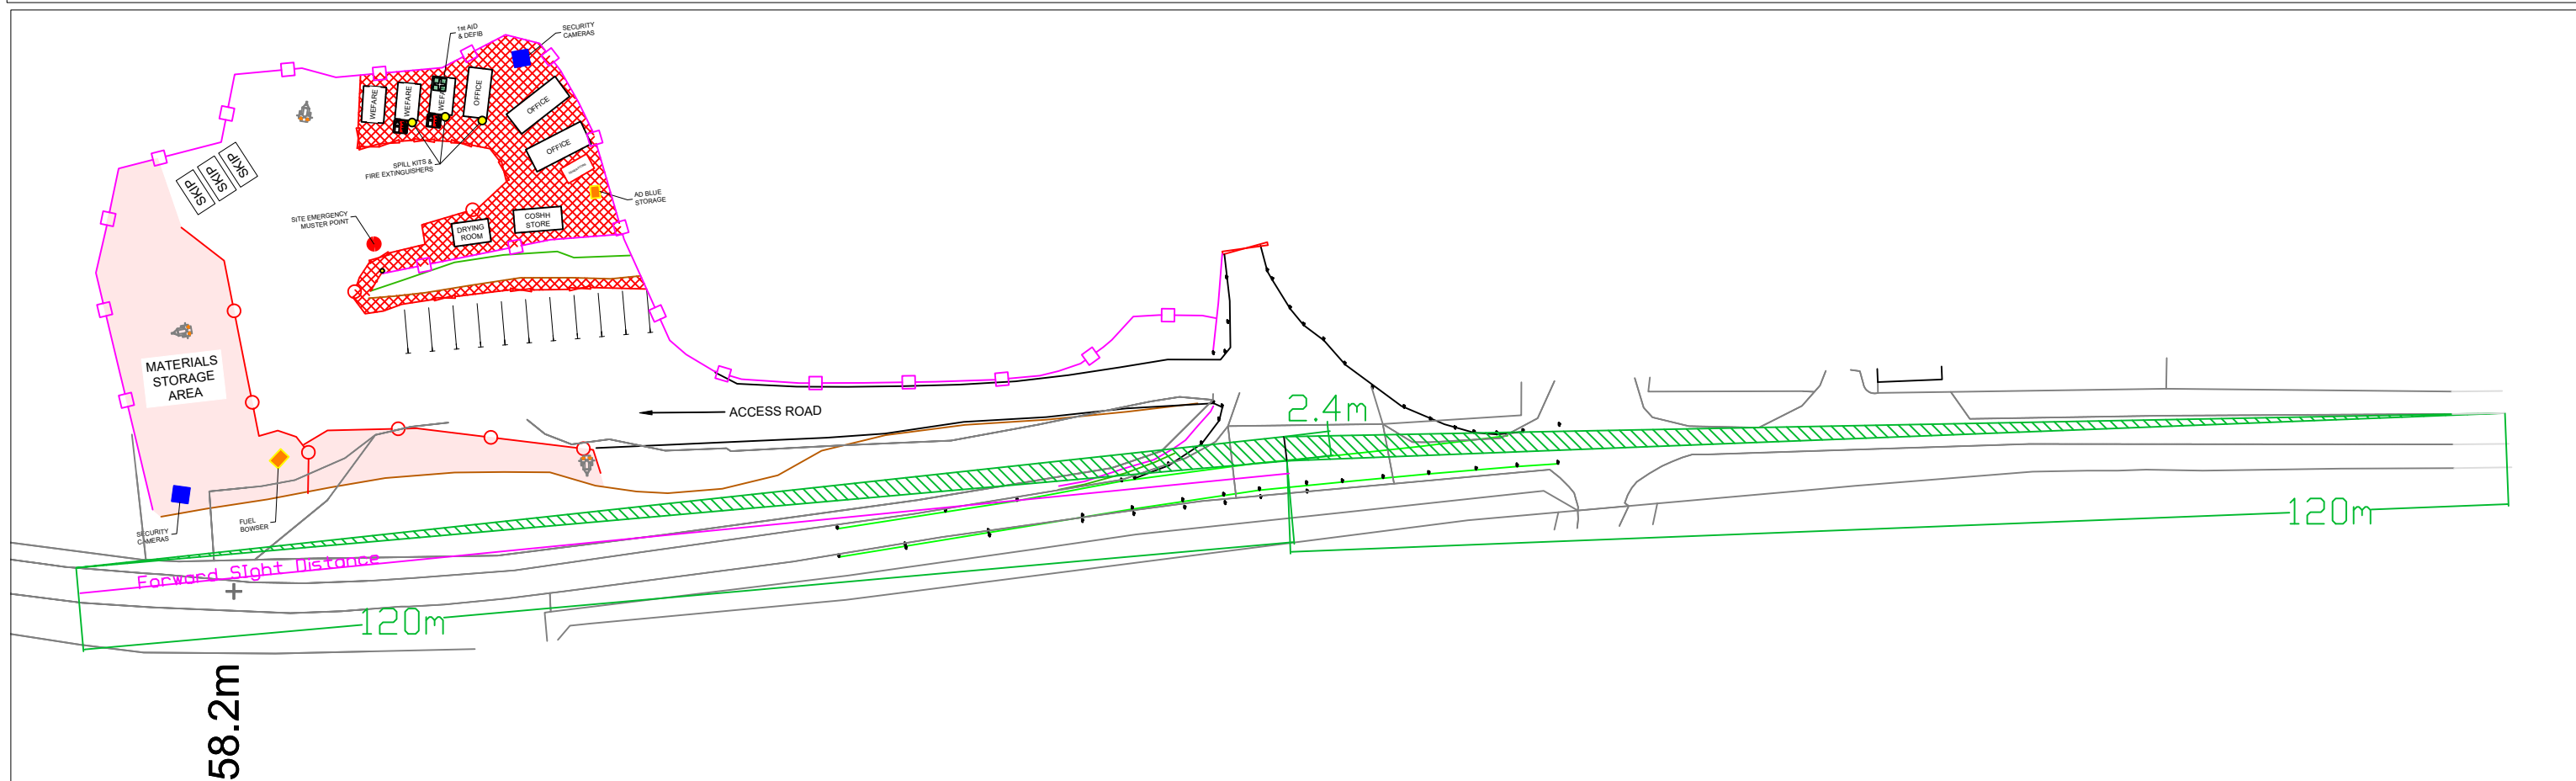 1st AID
& DEFIB
SECURITY
CAMERAS
WEFARE
WEFARE
WEFA
OFFICE
OFFICE
OFFICE
SKIP
SKIP
SKIP
SPILL KITS &
FIRE EXTINGUISHERS
AD BLUE
STORAGE
SITE EMERGENCY
MUSTER POINT
DRYING
ROOM
COSHH
STORE
MATERIALS
STORAGE
AREA
ACCESS ROAD
2.4m
SECURITY
CAMERAS
FUEL
BOWSER
Forward SIght Distance
120m
120m
58.2m